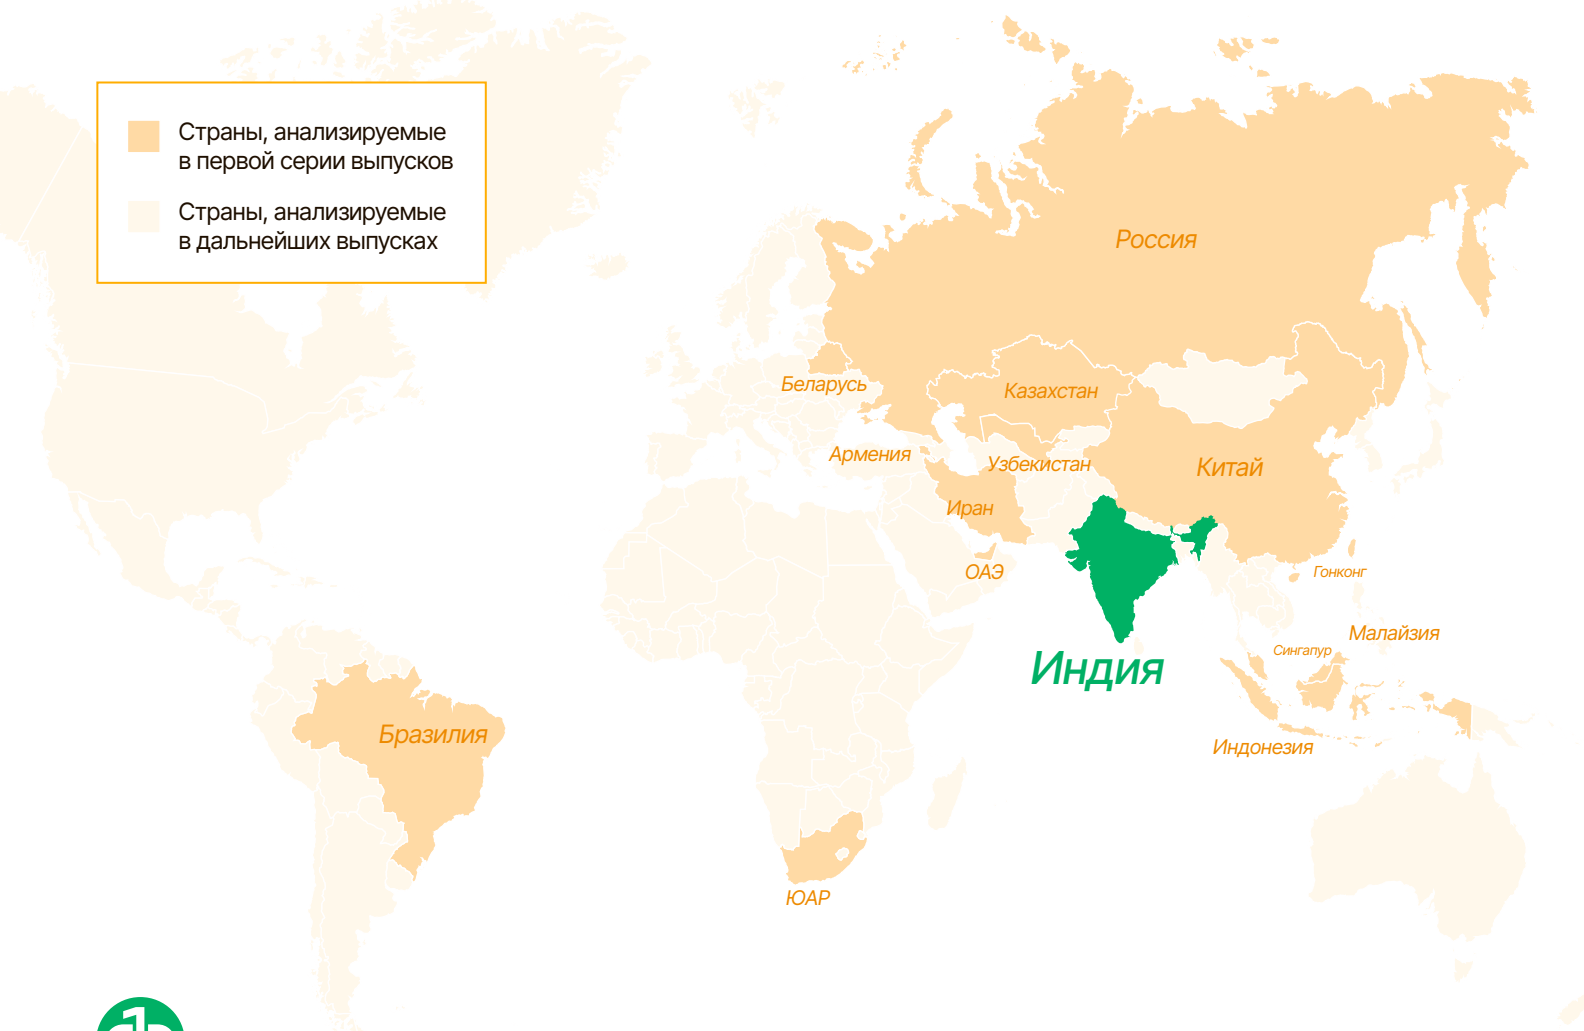 Страны, анализируемые
в первой серии выпусков
Страны, анализируемые
в дальнейших выпусках
Россия
Беларусь
Казахстан
Армения
Узбекистан
Китай
Иран
ОАЭ
Гонконг
Малайзия
Сингапур
Индия
Бразилия
Индонезия
ЮАР